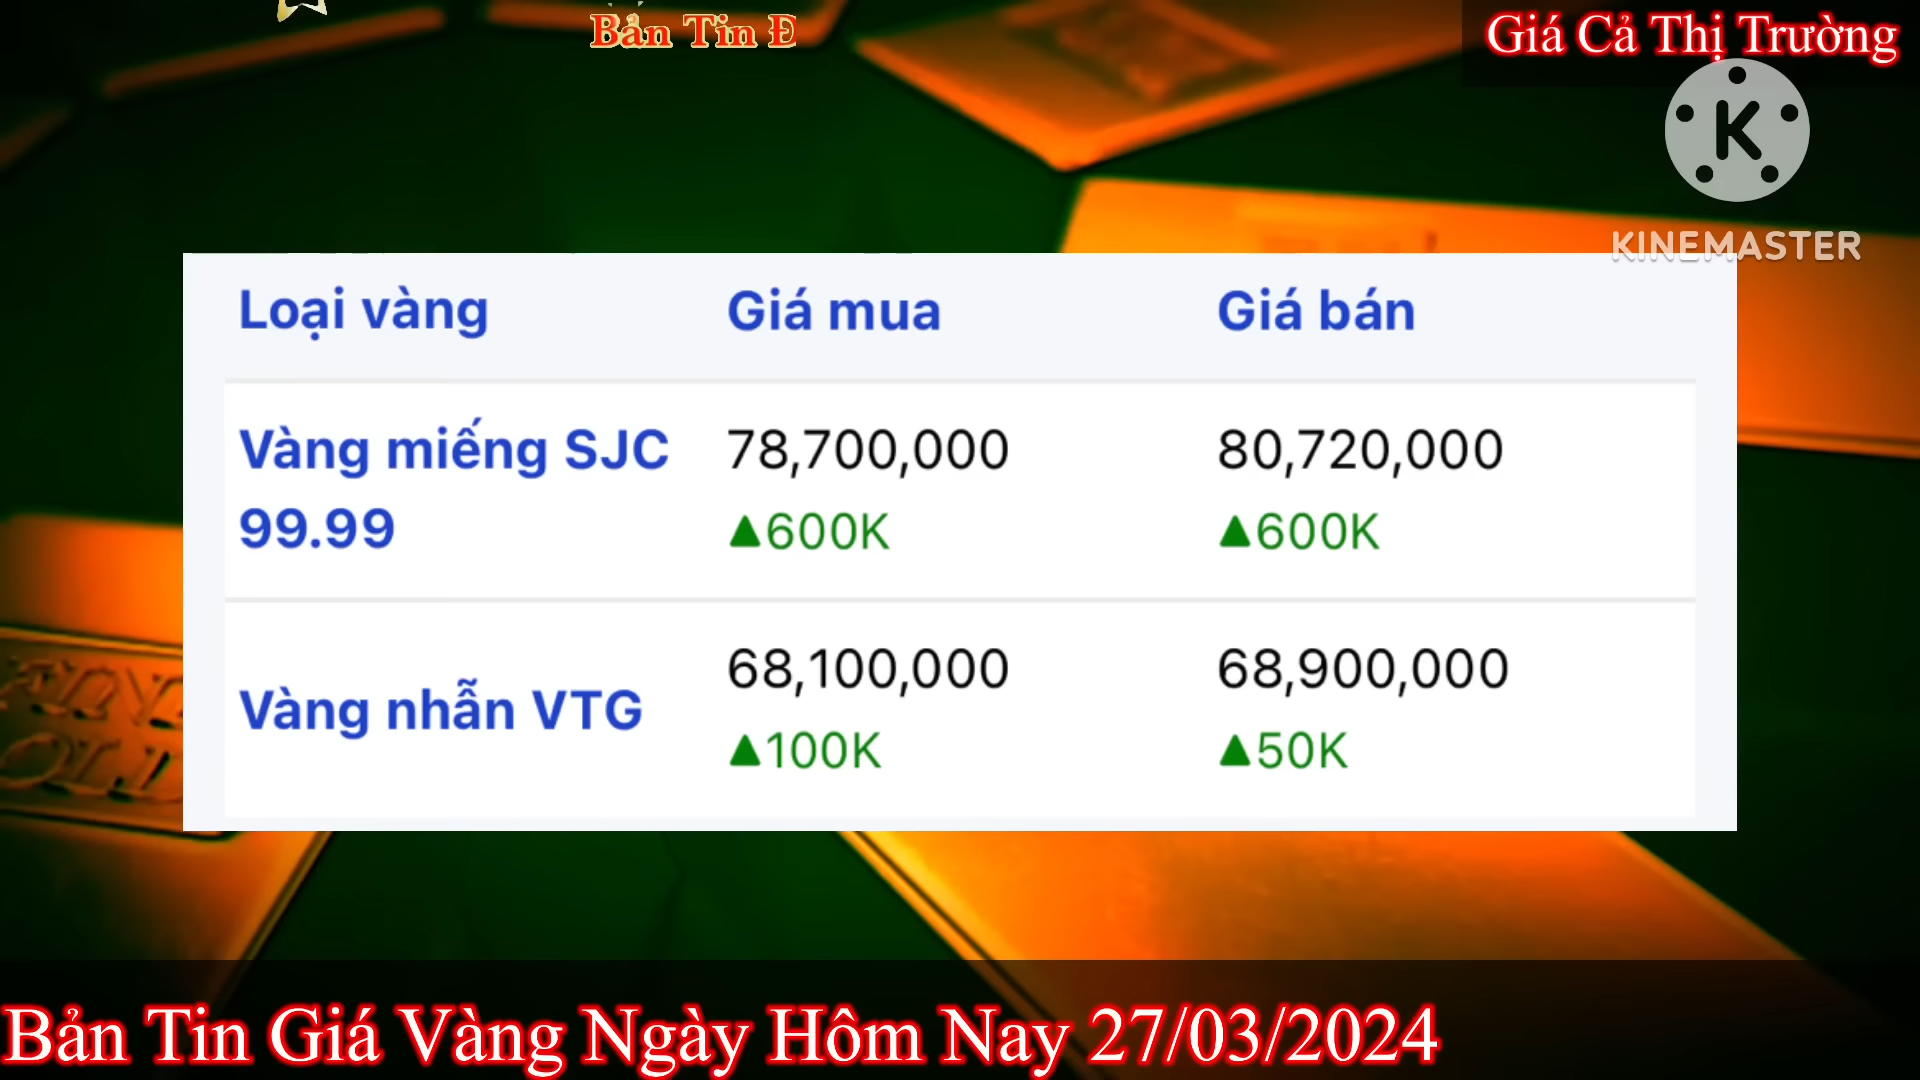 Bản Tin Đ
Giá Cả Thị Trường
K
KINEMASTER
Loại vàng Giá mua Giá bán
Vàng miếng SJC 78,700,000 80,720,000
99.99 ▲600K ▲600K
68,100,000 68,900,000
Vàng nhẫn VTG
▲100K ▲50K
Bản Tin Giá Vàng Ngày Hôm Nay 27/03/2024